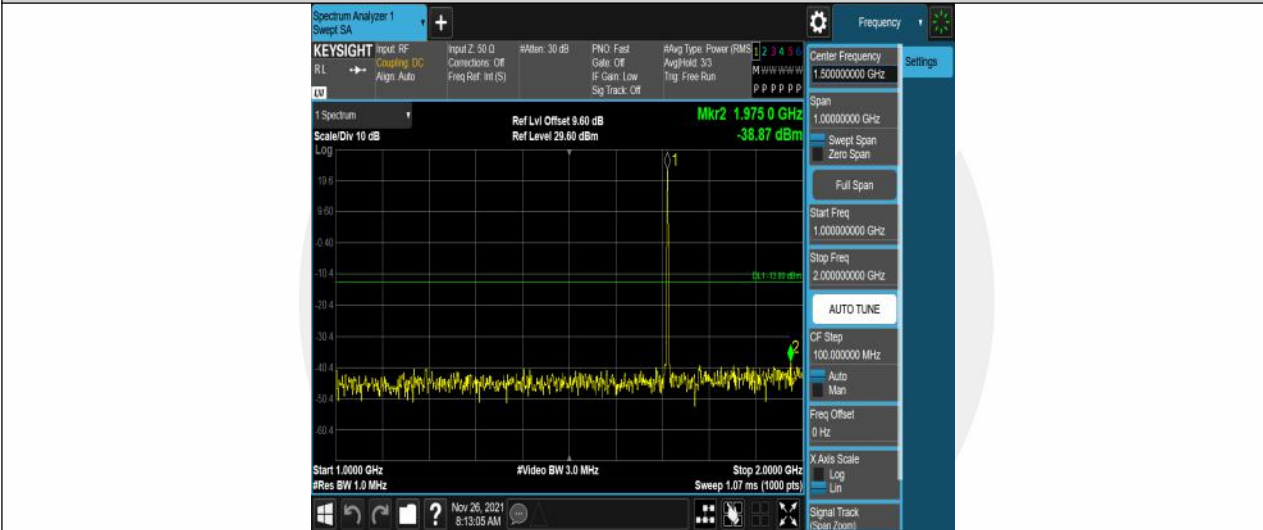 Spectrum Analyzer 1
Swept SA
Frequency
KEYSIGHT
RL
LV
Input: RF
Coupling: DC
Align: Auto
Input Z: 50 Ω
Corrections: Off
Freq Ref: Int (S)
#Atten: 30 dB
PNO: Fast
Gate: Off
IF Gain: Low
Sig Track: Off
#Avg Type: Power (RMS
Avg|Hold: 3/3
Trig: Free Run
1 2 3 4 5 6
M W W W W W
P P P P P P
1 Spectrum
Scale/Div 10 dB
Log
Ref Lvl Offset 9.60 dB
Ref Level 29.60 dBm
Mkr2 1.975 0 GHz
-38.87 dBm
19.6
9.60
-0.40
-10.4
-20.4
-30.4
-40.4
-50.4
-60.4
1
2
DL1 -13.00 dBm
Start 1.0000 GHz
#Res BW 1.0 MHz
#Video BW 3.0 MHz
Stop 2.0000 GHz
Sweep 1.07 ms (1000 pts)
?
Nov 26, 2021
8:13:05 AM
Center Frequency
1.500000000 GHz
Settings
Span
1.00000000 GHz
Swept Span
Zero Span
Full Span
Start Freq
1.000000000 GHz
Stop Freq
2.000000000 GHz
AUTO TUNE
CF Step
100.000000 MHz
Auto
Man
Freq Offset
0 Hz
X Axis Scale
Log
Lin
Signal Track
(Span Zoom)